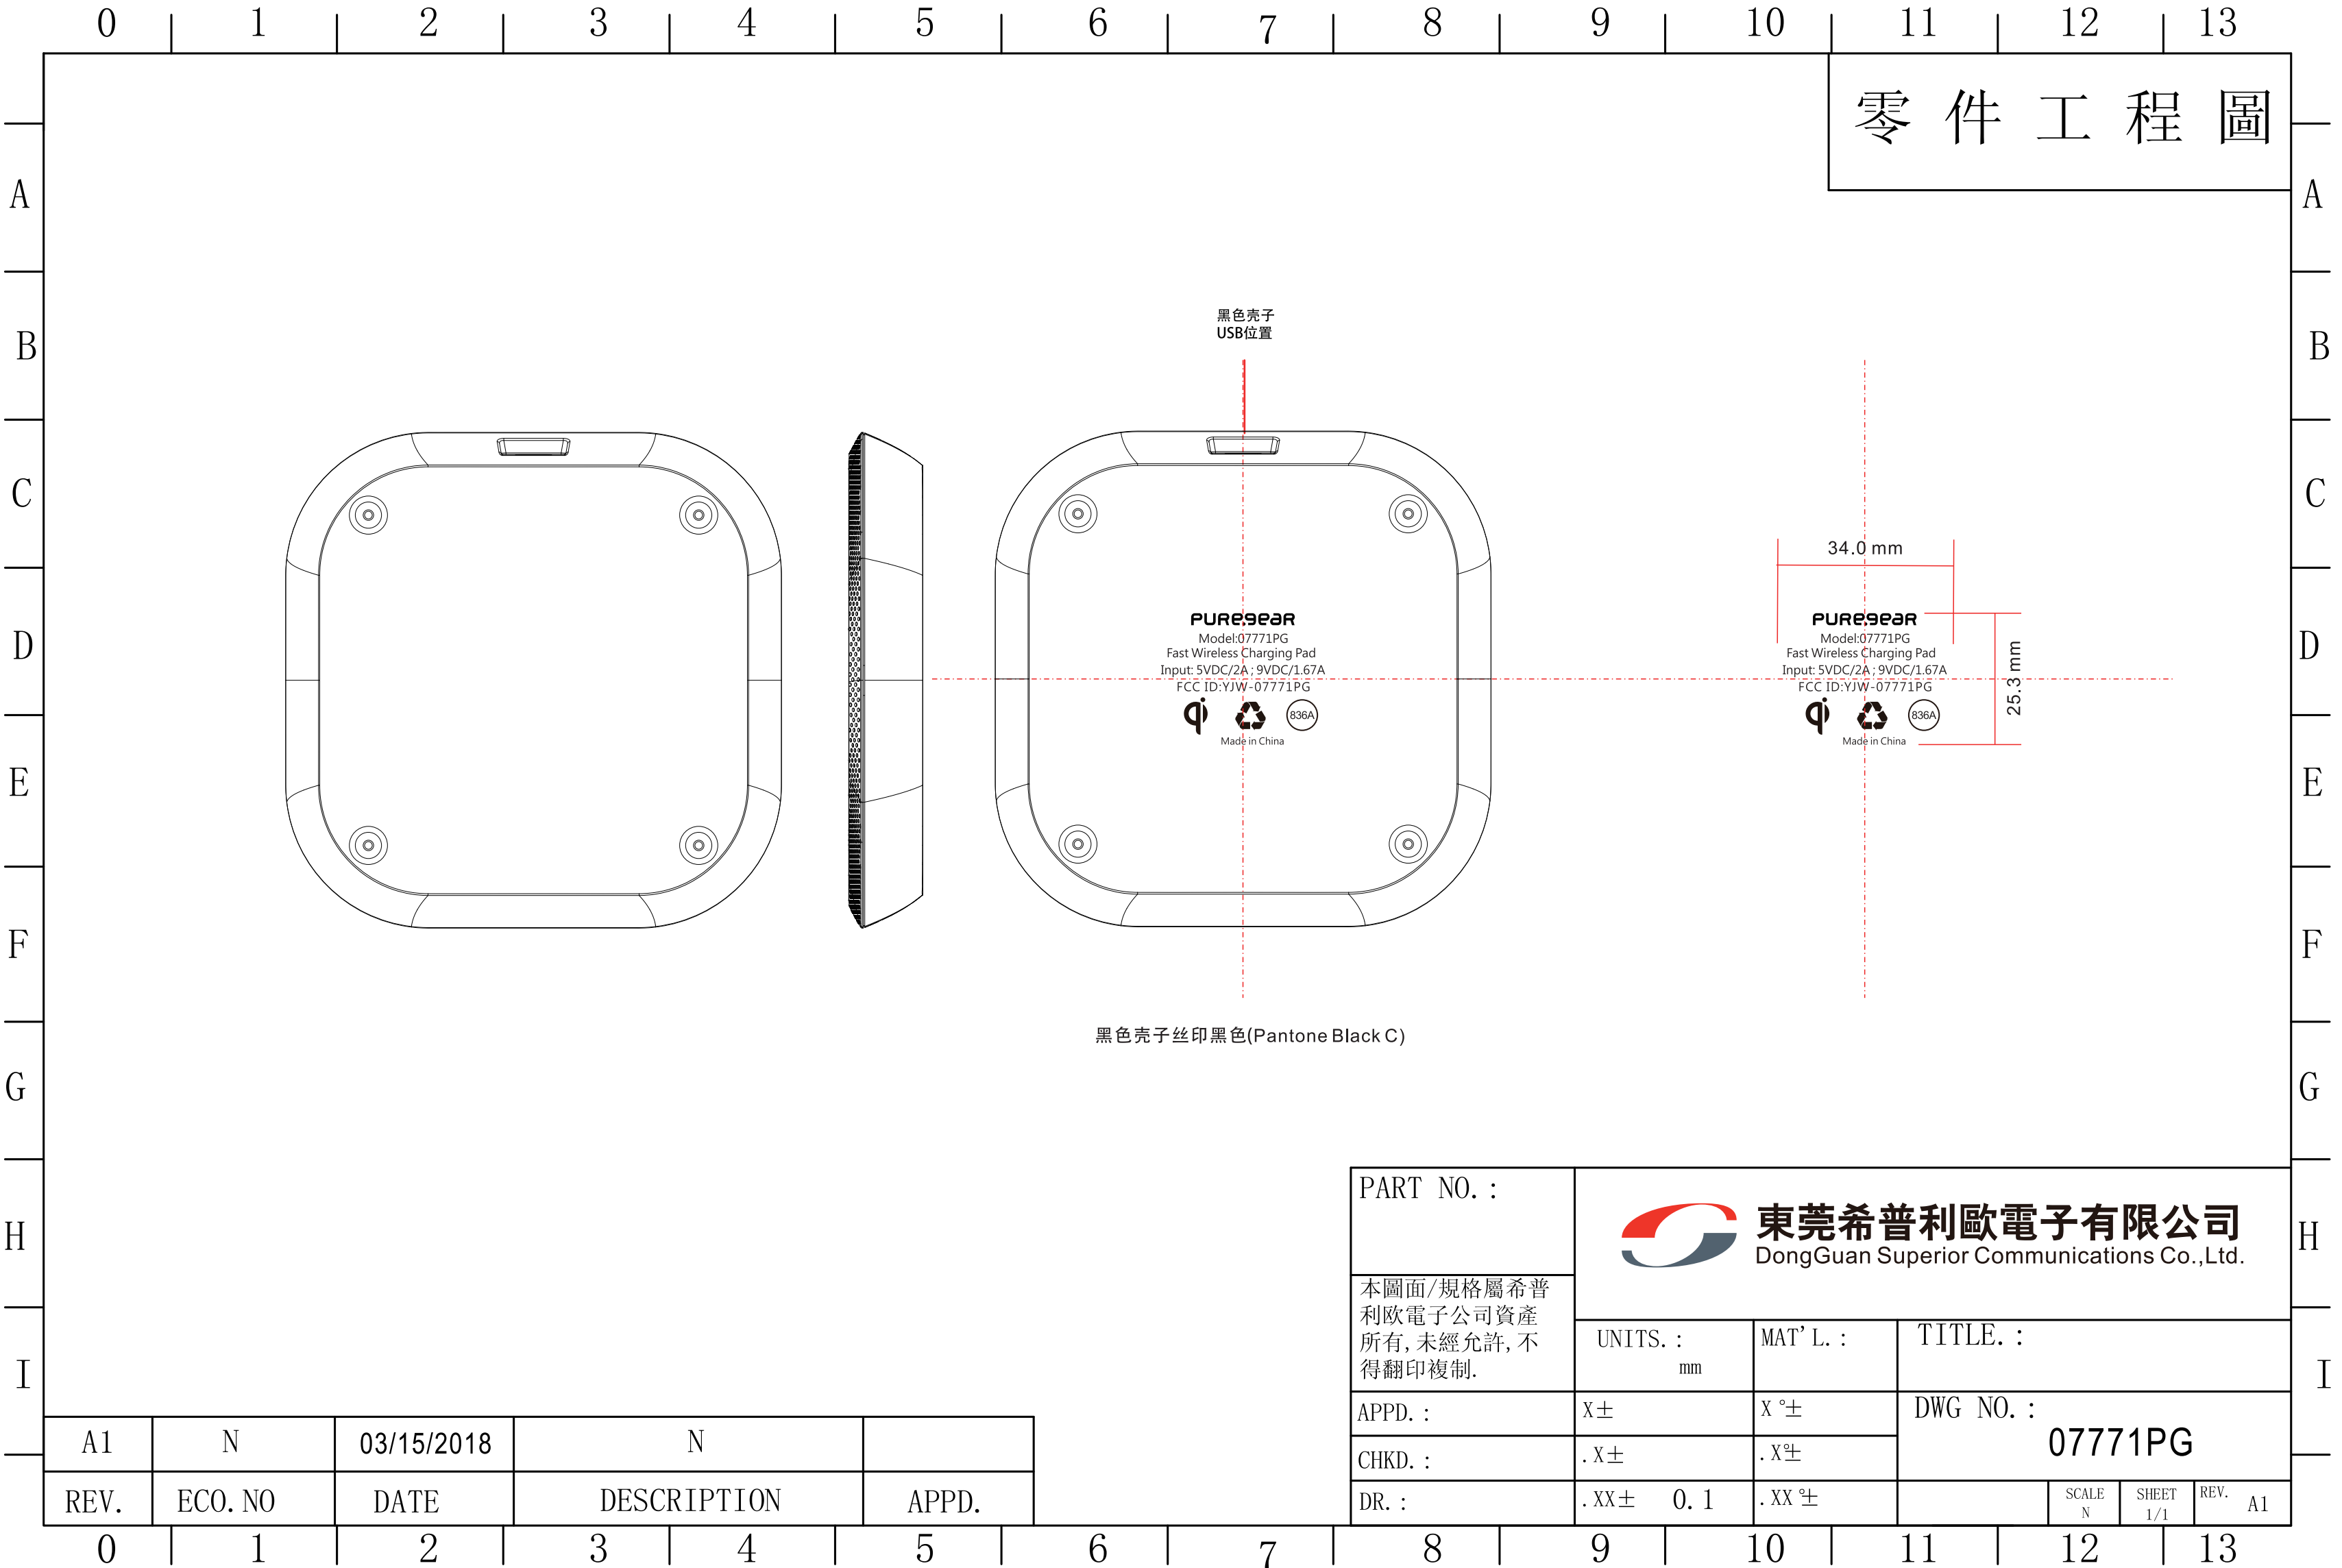 0 1 2 3 4 5 6 7 8 9 10 11 12 13
零件工程圖
A A
B B
C C
D D
E E
F F
G G
H H
I I
黑色壳子
USB位置
PUREGEAR
Model:07771PG
Fast Wireless Charging Pad
Input: 5VDC/2A ; 9VDC/1.67A
FCC ID:YJW-07771PG
qi 836A
Made in China
34.0 mm
25.3 mm
PUREGEAR
Model:07771PG
Fast Wireless Charging Pad
Input: 5VDC/2A ; 9VDC/1.67A
FCC ID:YJW-07771PG
qi 836A
Made in China
黑色壳子丝印黑色(Pantone Black C)
PART NO.:
東莞希普利歐電子有限公司
DongGuan Superior Communications Co.,Ltd.
本圖面/規格屬希普
利欧電子公司資產
所有,未經允許,不
得翻印複制.
UNITS.:
mm
MAT'L.:
TITLE.:
APPD.:
X±
X°±
DWG NO.:
07771PG
CHKD.:
.X±
.X°±
DR.:
.XX± 0.1
.XX°±
SCALE
N
SHEET
1/1
REV.
A1
A1 N 03/15/2018 N
REV. ECO.NO DATE DESCRIPTION APPD.
0 1 2 3 4 5 6 7 8 9 10 11 12 13